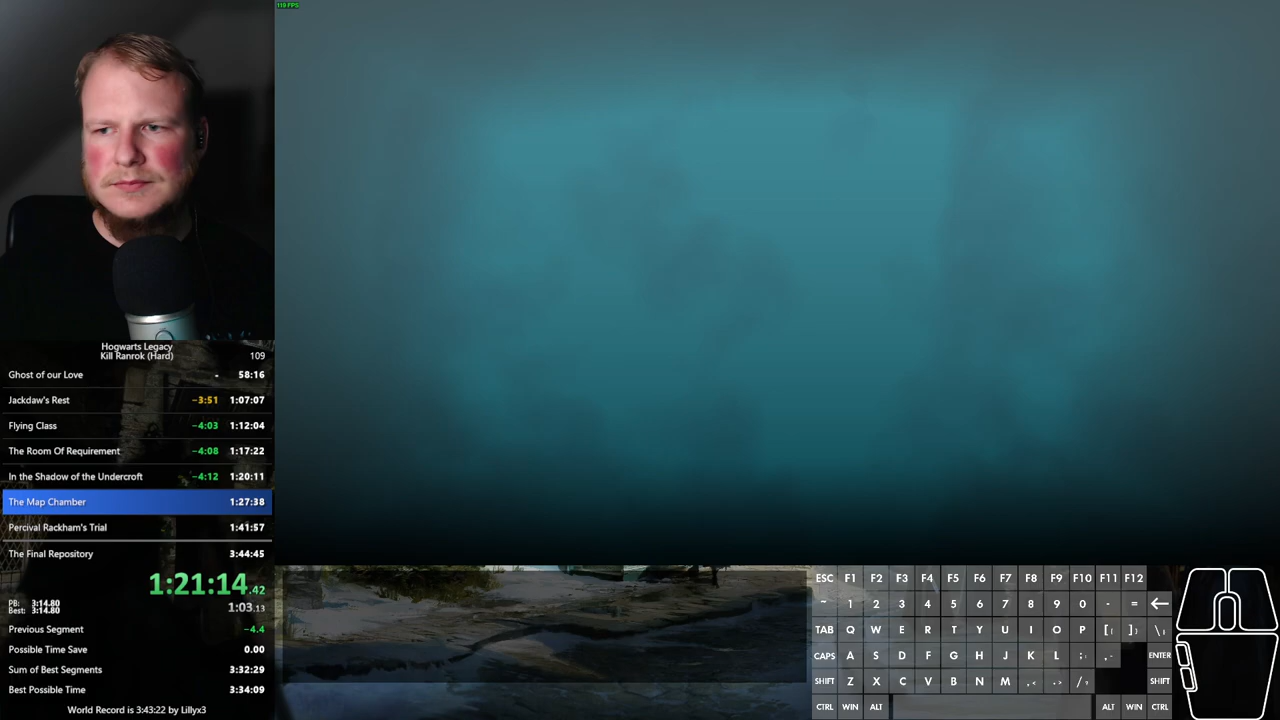 119 FPS
Hogwarts Legacy
Kill Ranrok (Hard) 109
Ghost of our Love - 58:16
Jackdaw's Rest −3:51 1:07:07
Flying Class −4:03 1:12:04
The Room Of Requirement −4:08 1:17:22
In the Shadow of the Undercroft −4:12 1:20:11
The Map Chamber 1:27:38
Percival Rackham's Trial 1:41:57
The Final Repository 3:44:45
1:21:14.42
PB: 3:14.80 1:03.13
Best: 3:14.80
Previous Segment −4.4
Possible Time Save 0.00
Sum of Best Segments 3:32:29
Best Possible Time 3:34:09
World Record is 3:43:22 by Lillyx3
ESC F1 F2 F3 F4 F5 F6 F7 F8 F9 F10 F11 F12
~ 1 2 3 4 5 6 7 8 9 0 - =
TAB Q W E R T Y U I O P [{ ]} \|
CAPS A S D F G H J K L ;: ENTER
SHIFT Z X C V B N M ,< .> /? SHIFT
CTRL WIN ALT ALT WIN CTRL